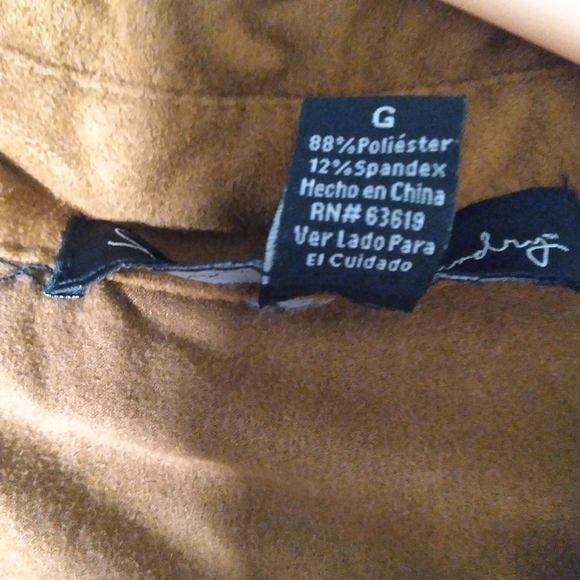 G
88%Poliéster
12%Spandex
Hecho en China
RN# 63619
Ver Lado Para
El Cuidado